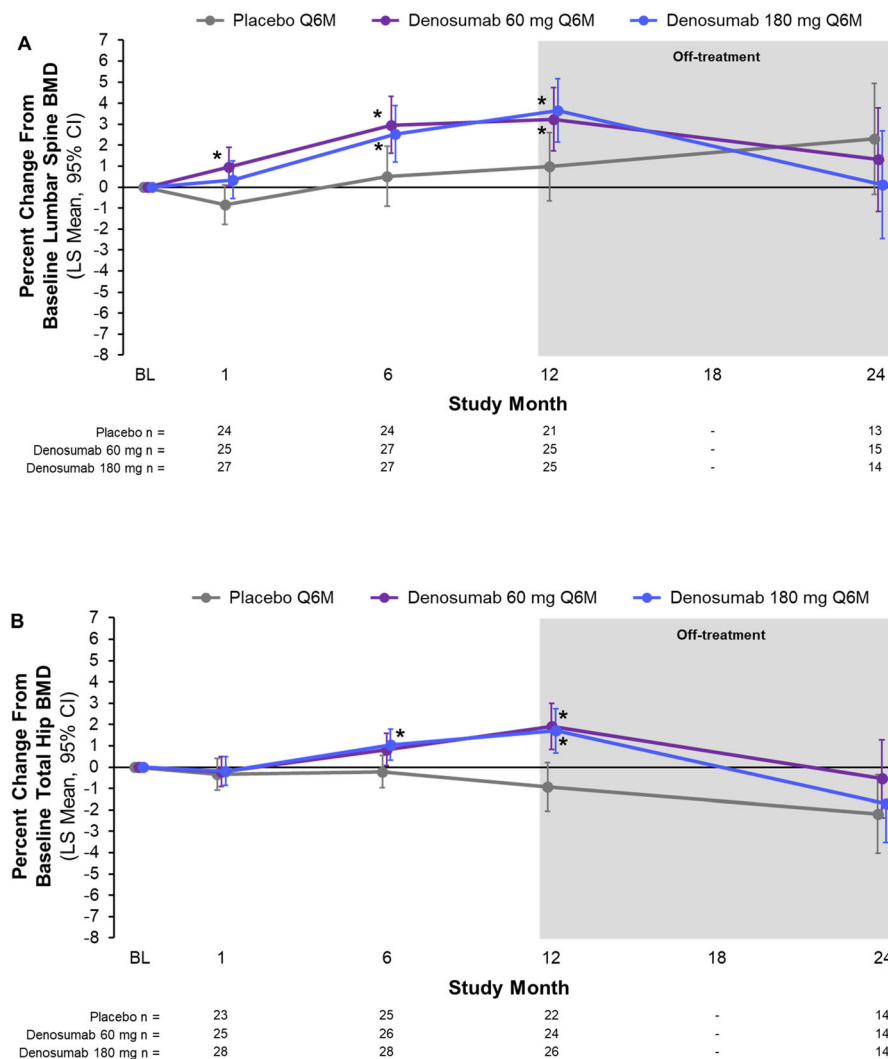 Placebo Q6M Denosumab 60 mg Q6M Denosumab 180 mg Q6M
A
Off-treatment
Percent Change From
Baseline Lumbar Spine BMD
(LS Mean, 95% CI)
7
6
5
4
3
2
1
0
-1
-2
-3
-4
-5
-6
-7
-8
* * * * *
BL 1 6 12 18 24
Study Month
Placebo n = 24 24 21 - 13
Denosumab 60 mg n = 25 27 25 - 15
Denosumab 180 mg n = 27 27 25 - 14
Placebo Q6M Denosumab 60 mg Q6M Denosumab 180 mg Q6M
B
Off-treatment
Percent Change From
Baseline Total Hip BMD
(LS Mean, 95% CI)
7
6
5
4
3
2
1
0
-1
-2
-3
-4
-5
-6
-7
-8
* * *
BL 1 6 12 18 24
Study Month
Placebo n = 23 25 22 - 14
Denosumab 60 mg n = 25 26 24 - 14
Denosumab 180 mg n = 28 28 26 - 14